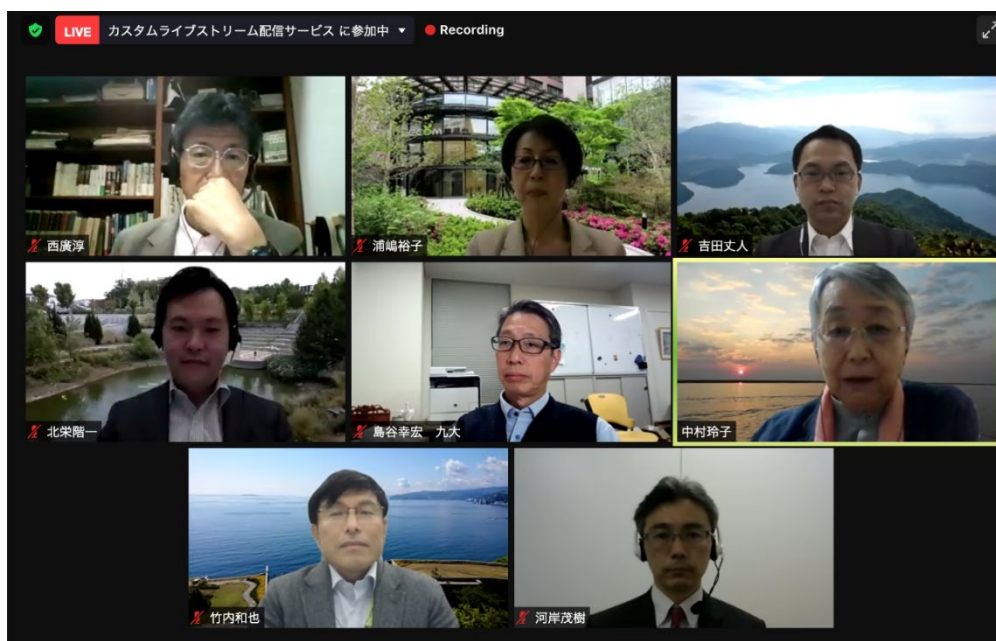 LIVE カスタムライブストリーム配信サービス に参加中 Recording
西廣淳
浦嶋裕子
吉田丈人
北栄階一
島谷幸宏 九大
中村玲子
竹内和也
河岸茂樹